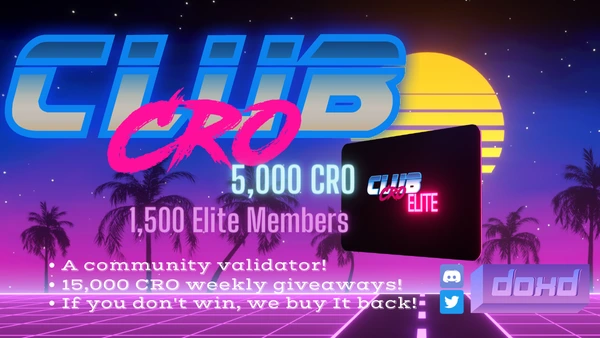 CLUB
CRO
5,000 CRO
1,500 Elite Members
CLUB
CRO
ELITE
• A community validator!
• 15,000 CRO weekly giveaways!
• If you don't win, we buy It back!
doxd